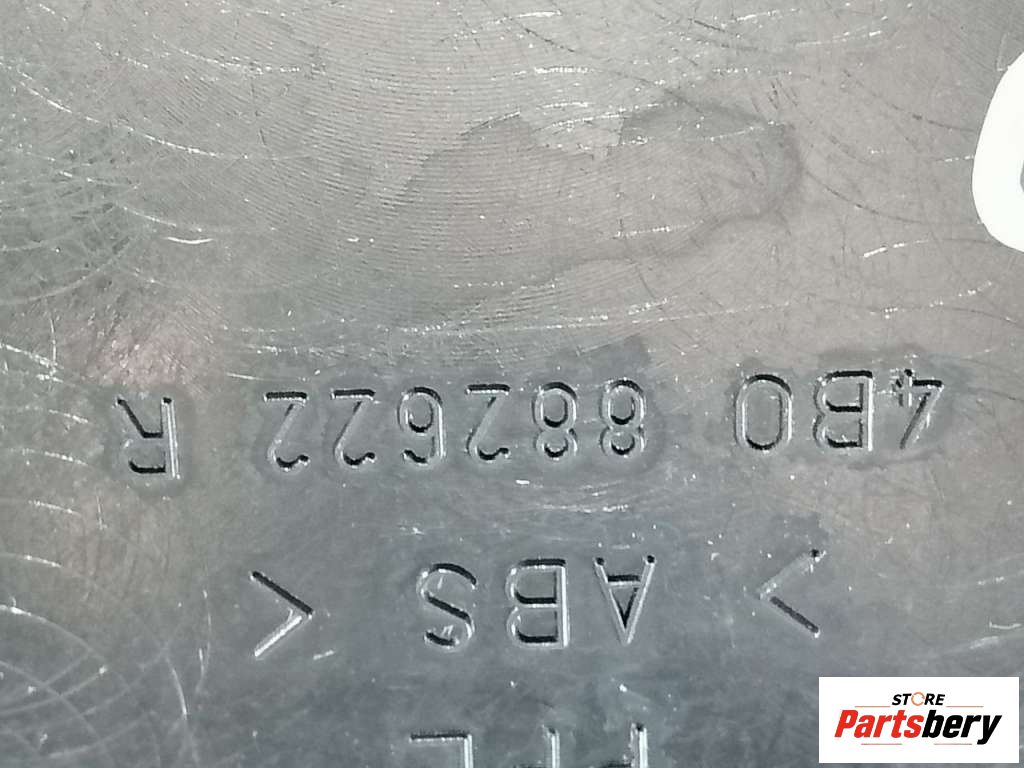 4B0 882622 R
> ABS <
STORE
Partsbery